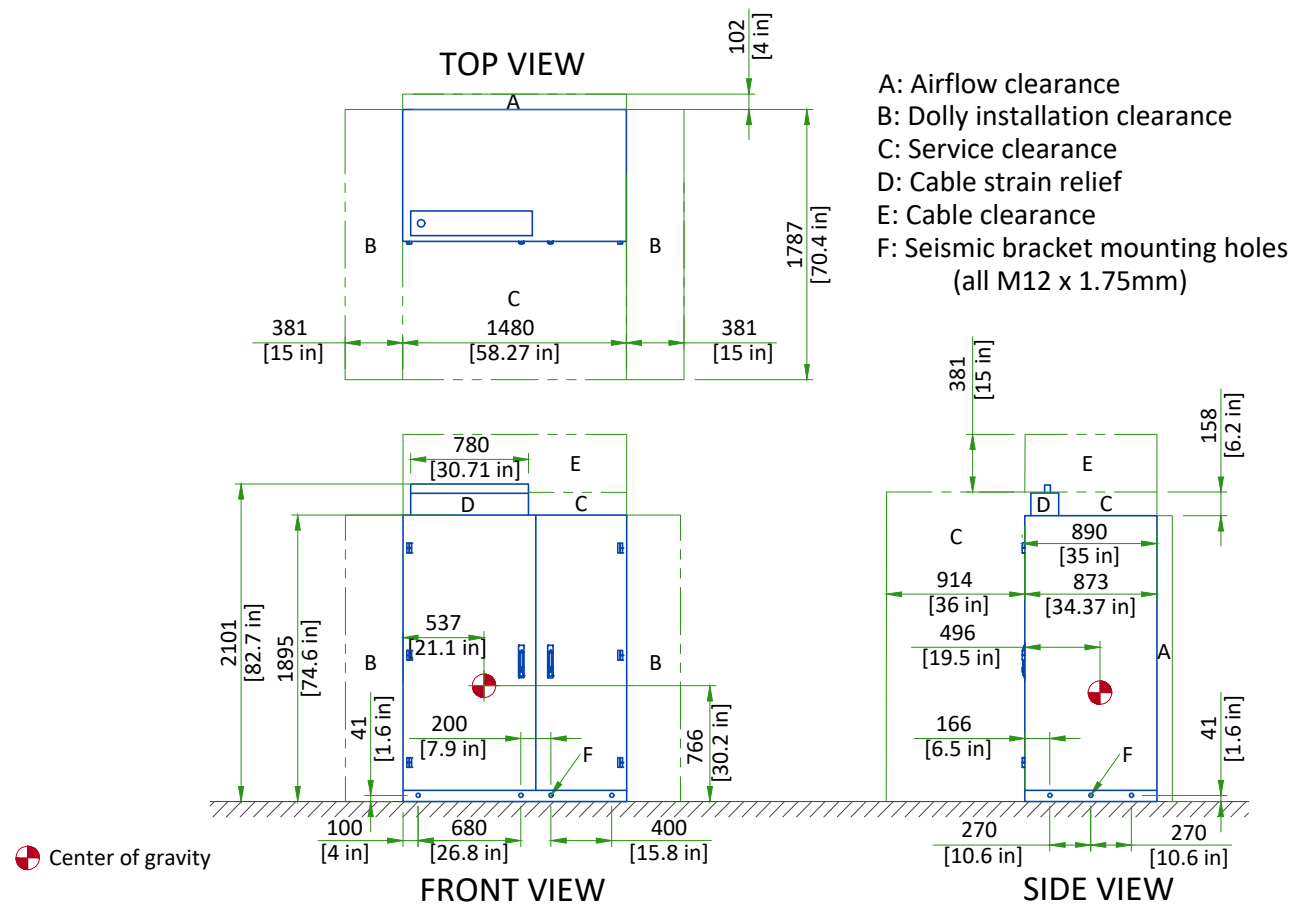 TOP VIEW
102
[4 in]
A
B
B
C
1787
[70.4 in]
381
[15 in]
1480
[58.27 in]
381
[15 in]
A: Airflow clearance
B: Dolly installation clearance
C: Service clearance
D: Cable strain relief
E: Cable clearance
F: Seismic bracket mounting holes
(all M12 x 1.75mm)
780
[30.71 in]
E
D
C
2101
[82.7 in]
1895
[74.6 in]
B
537
[21.1 in]
B
41
[1.6 in]
200
[7.9 in]
F
766
[30.2 in]
100
[4 in]
680
[26.8 in]
400
[15.8 in]
FRONT VIEW
Center of gravity
381
[15 in]
158
[6.2 in]
E
D
C
C
890
[35 in]
914
[36 in]
873
[34.37 in]
496
[19.5 in]
A
166
[6.5 in]
F
41
[1.6 in]
270
[10.6 in]
270
[10.6 in]
SIDE VIEW